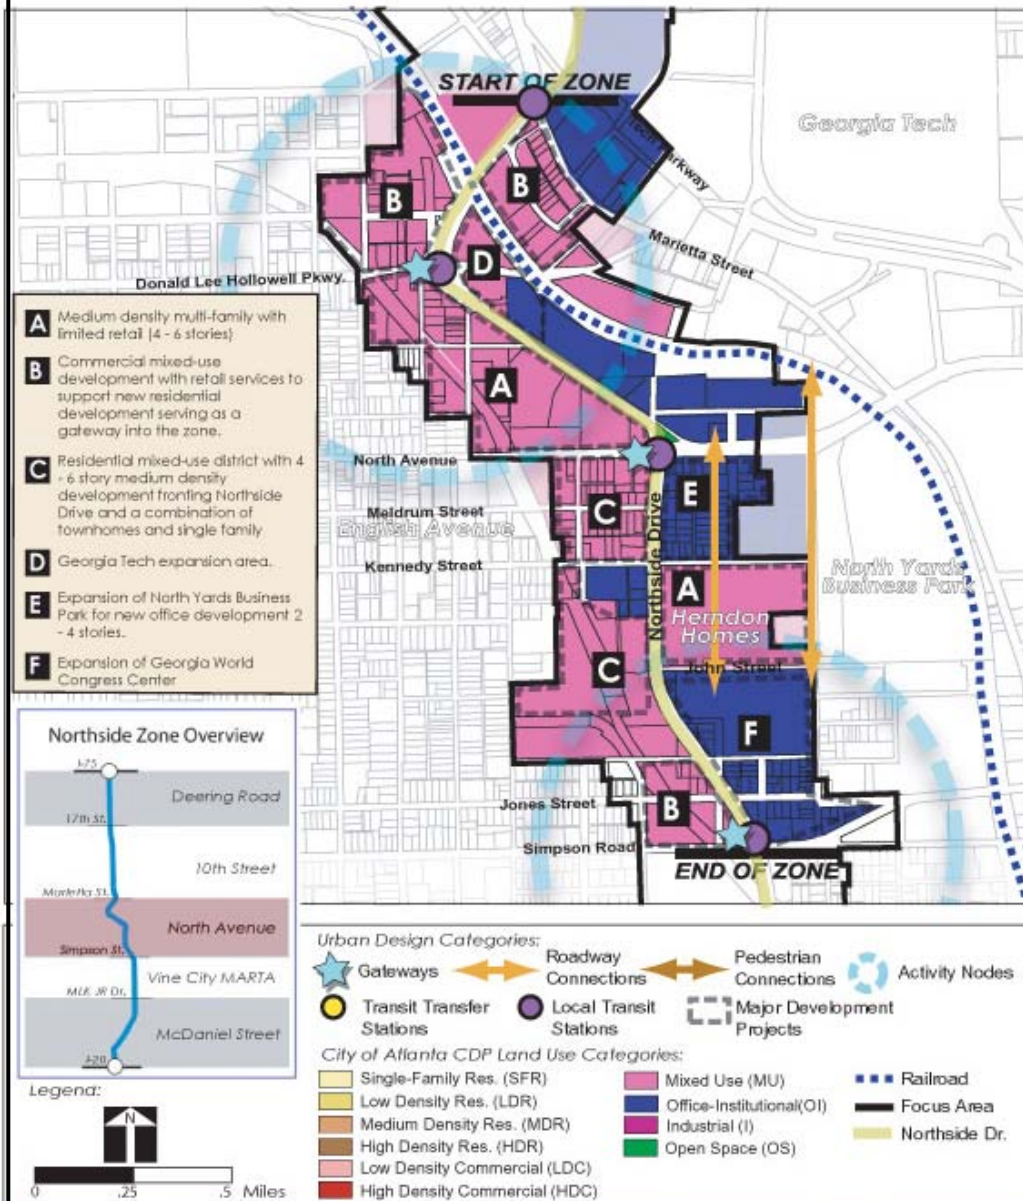 START OF ZONE
Georgia Tech
Parkway
B
B
Marietta Street
D
Donald Lee Hollowell Pkwy.
A Medium density multi-family with
limited retail (4 - 6 stories)
B Commercial mixed-use
development with retail services to
support new residential
development serving as a
gateway into the zone.
C Residential mixed-use district with 4
- 6 story medium density
development fronting Northside
Drive and a combination of
townhomes and single family
D Georgia Tech expansion area.
E Expansion of North Yards Business
Park for new office development 2
- 4 stories.
F Expansion of Georgia World
Congress Center
A
North Avenue
E
Meldrum Street
C
English Avenue
Northside Drive
Kennedy Street
North Yards
Business Park
A
Herndon
Homes
John Street
C
F
Jones Street
B
Simpson Road
END OF ZONE
Northside Zone Overview
I-75
Deering Road
17th St.
10th Street
Marietta St.
North Avenue
Simpson St.
Vine City MARTA
MLK JR Dr.
McDaniel Street
I-20
Legend:
N
0 .25 .5 Miles
Urban Design Categories:
Gateways
Roadway
Connections
Pedestrian
Connections
Activity Nodes
Transit Transfer
Stations
Local Transit
Stations
Major Development
Projects
City of Atlanta CDP Land Use Categories:
Single-Family Res. (SFR)
Low Density Res. (LDR)
Medium Density Res. (MDR)
High Density Res. (HDR)
Low Density Commercial (LDC)
High Density Commercial (HDC)
Mixed Use (MU)
Office-Institutional(OI)
Industrial (I)
Open Space (OS)
Railroad
Focus Area
Northside Dr.